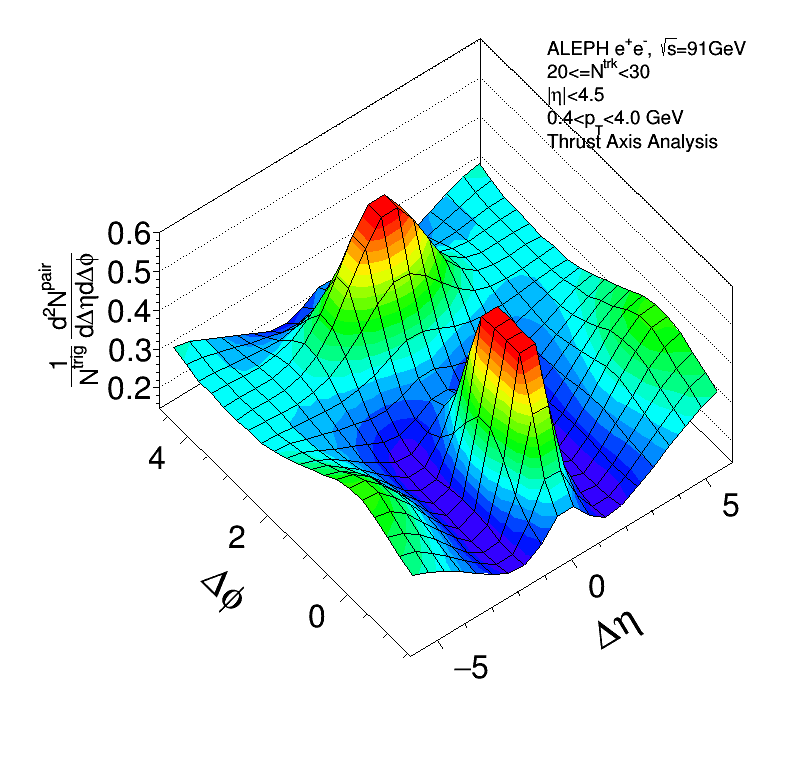 ALEPH e⁺e⁻, √s=91GeV
20<=Nᵗʳᵏ<30
|η|<4.5
0.4<p_T<4.0 GeV
Thrust Axis Analysis
1/N^trig d²N^pair/dΔηdΔϕ
0.6
0.5
0.4
0.3
0.2
4
2
0
Δϕ
−5
0
5
Δη